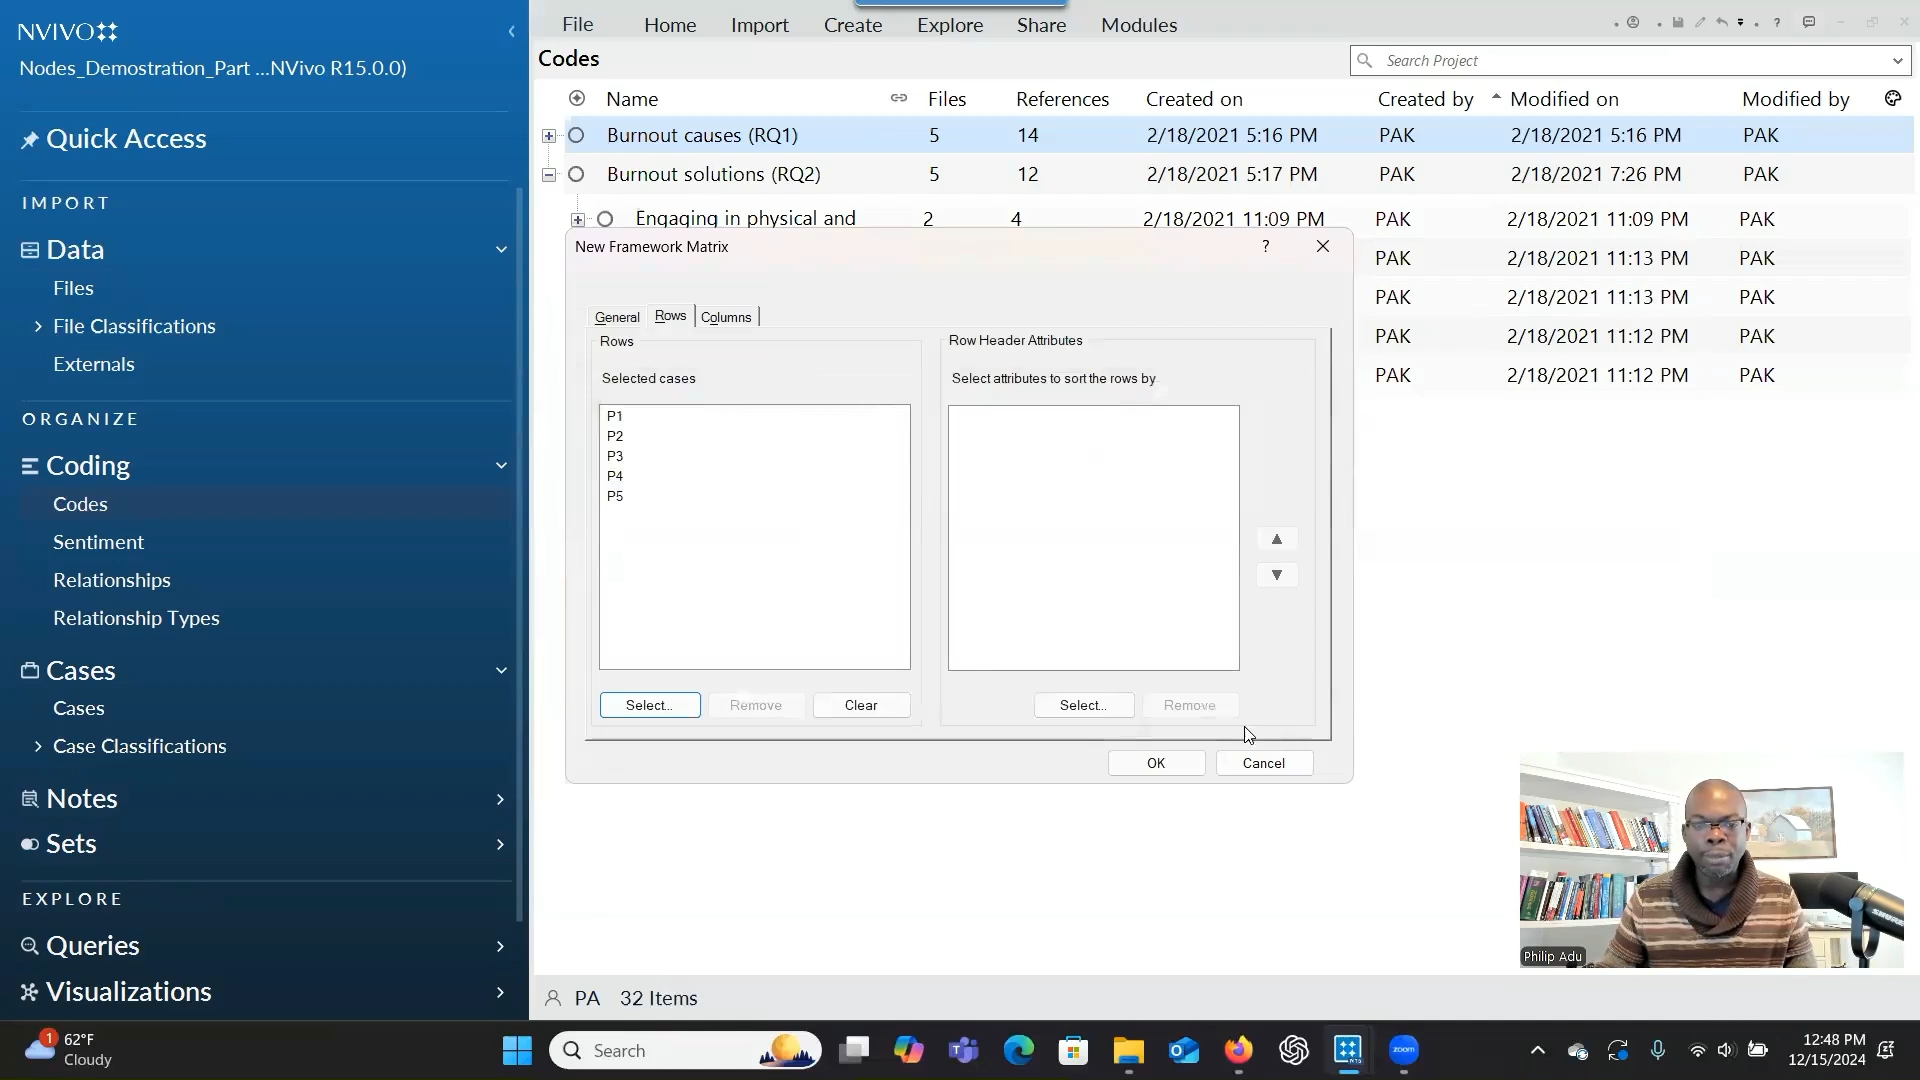 NVIVO
Nodes_Demostration_Part ...NVivo R15.0.0)
Quick Access
IMPORT
Data
Files
File Classifications
Externals
ORGANIZE
Coding
Codes
Sentiment
Relationships
Relationship Types
Cases
Cases
Case Classifications
Notes
Sets
EXPLORE
Queries
Visualizations
File Home Import Create Explore Share Modules
Codes
Search Project
Name Files References Created on Created by Modified on Modified by
Burnout causes (RQ1) 5 14 2/18/2021 5:16 PM PAK 2/18/2021 5:16 PM PAK
Burnout solutions (RQ2) 5 12 2/18/2021 5:17 PM PAK 2/18/2021 7:26 PM PAK
Engaging in physical and 2 4 2/18/2021 11:09 PM PAK 2/18/2021 11:09 PM PAK
PAK 2/18/2021 11:13 PM PAK
PAK 2/18/2021 11:13 PM PAK
PAK 2/18/2021 11:12 PM PAK
PAK 2/18/2021 11:12 PM PAK
New Framework Matrix ?
General Rows Columns
Rows
Selected cases
P1
P2
P3
P4
P5
Select... Remove Clear
Row Header Attributes
Select attributes to sort the rows by
Select... Remove
OK Cancel
Philip Adu
SHURE
PA 32 Items
1
62°F
Cloudy
Search
zoom
12:48 PM
12/15/2024